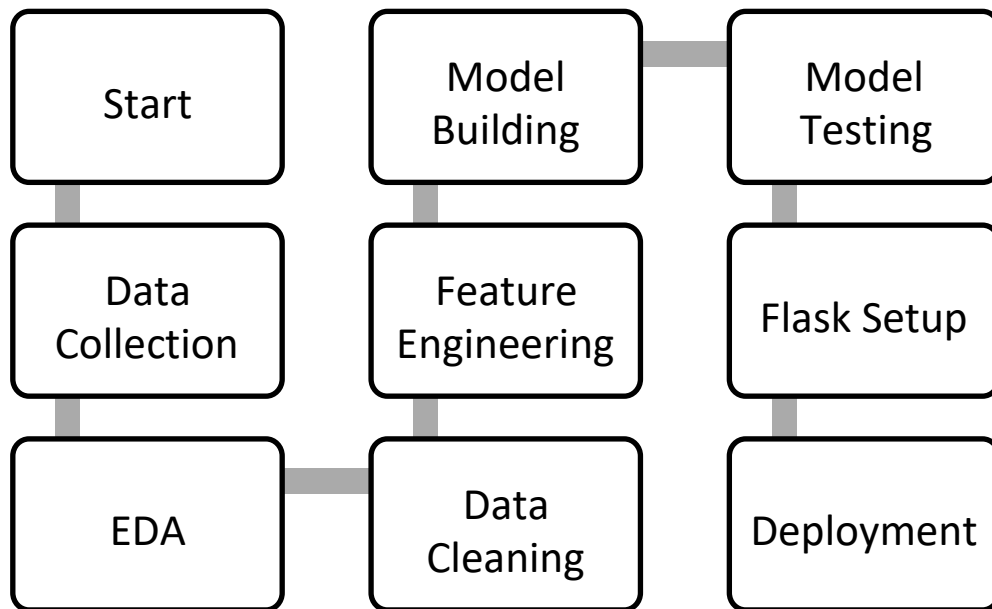 Start
Data
Collection
EDA
Data
Cleaning
Feature
Engineering
Model
Building
Model
Testing
Flask Setup
Deployment